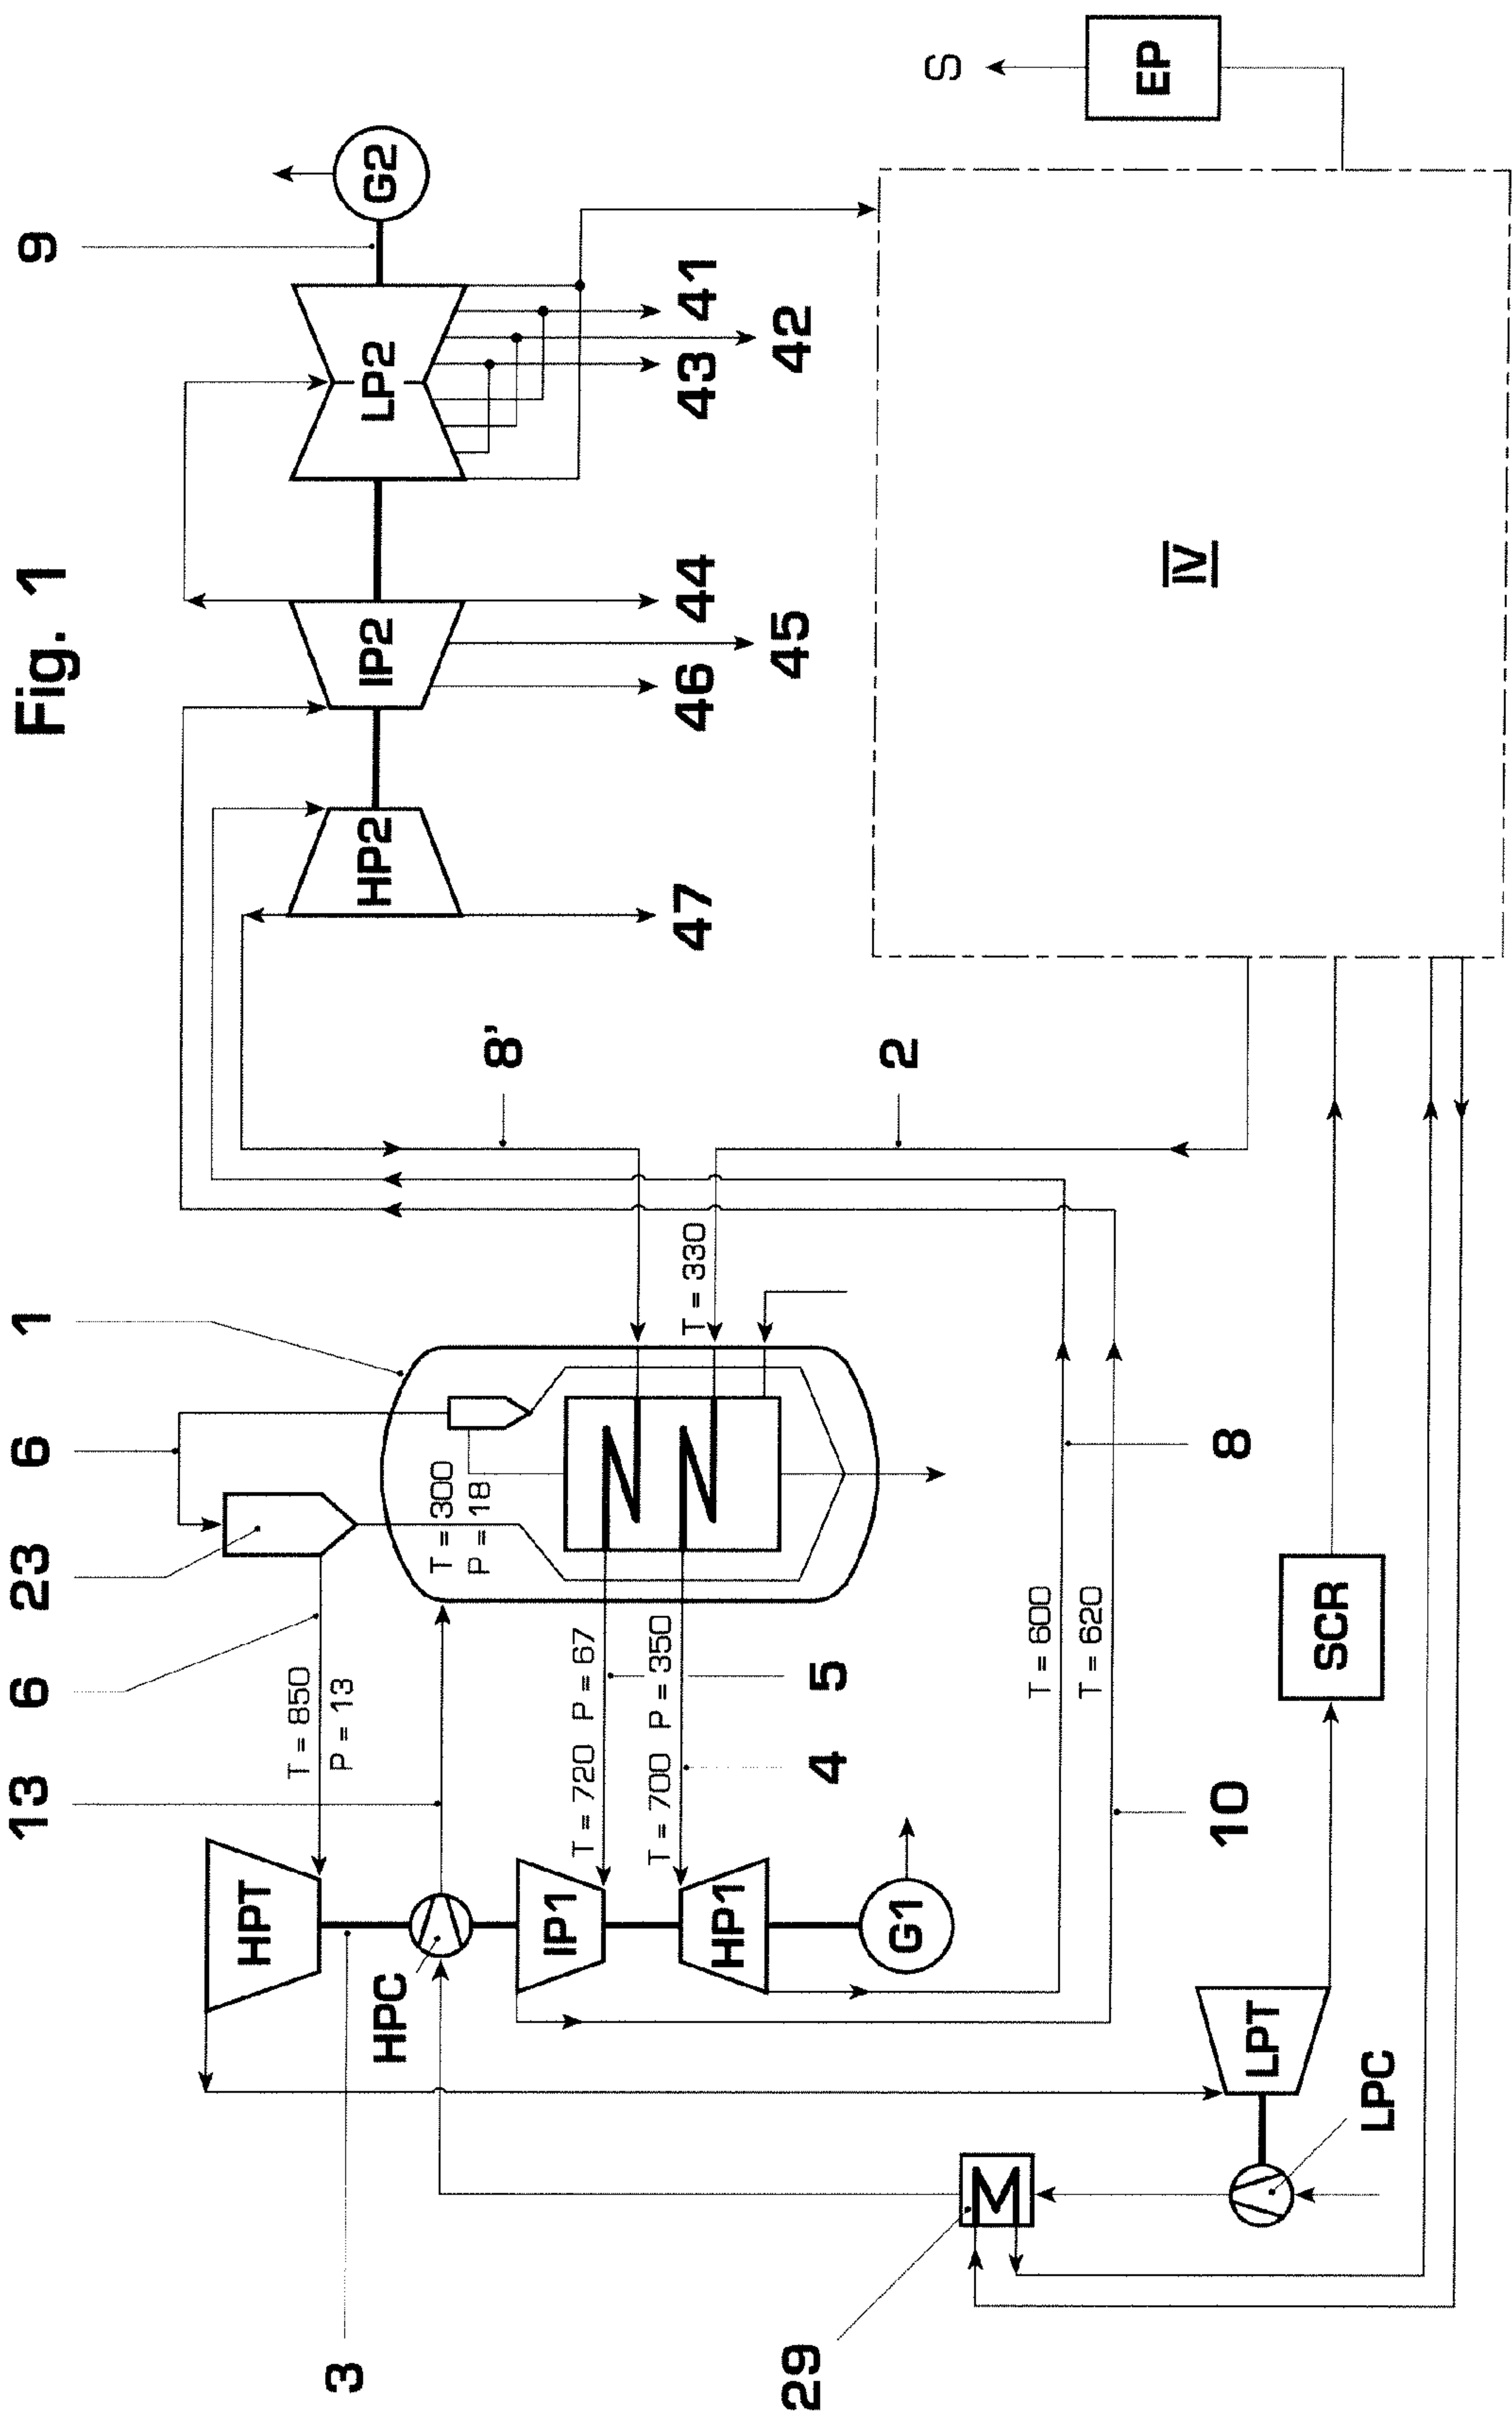 Fig. 1
3
13
6
23
6
1
9
HPT
T = 850
P = 13
HPC
T = 300
P = 18
HP2
IP2
LP2
G2
IP1
T = 720 P = 67
HP1
T = 700 P = 350
G1
5
4
T = 330
8'
2
47
46
45
44
43
42
41
S
EP
IV
T = 600
T = 620
8
10
SCR
LPT
LPC
29